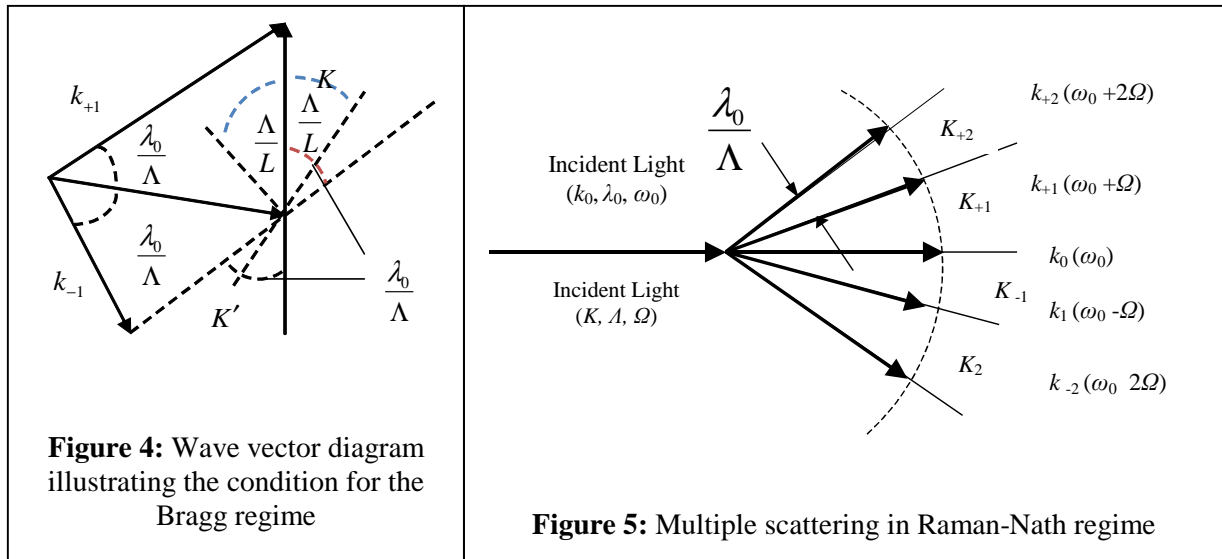 k+1
λ0
Λ
λ0
Λ
k−1
K
Λ
L
Λ
L
K′
λ0
Λ
Figure 4: Wave vector diagram
illustrating the condition for the
Bragg regime
λ0
Λ
Incident Light
(k0, λ0, ω0)
Incident Light
(K, Λ, Ω)
K+2
K+1
K -1
K2
k+2 (ω0 +2Ω)
k+1 (ω0 +Ω)
k0 (ω0)
k1 (ω0 -Ω)
k -2 (ω0 2Ω)
Figure 5: Multiple scattering in Raman-Nath regime